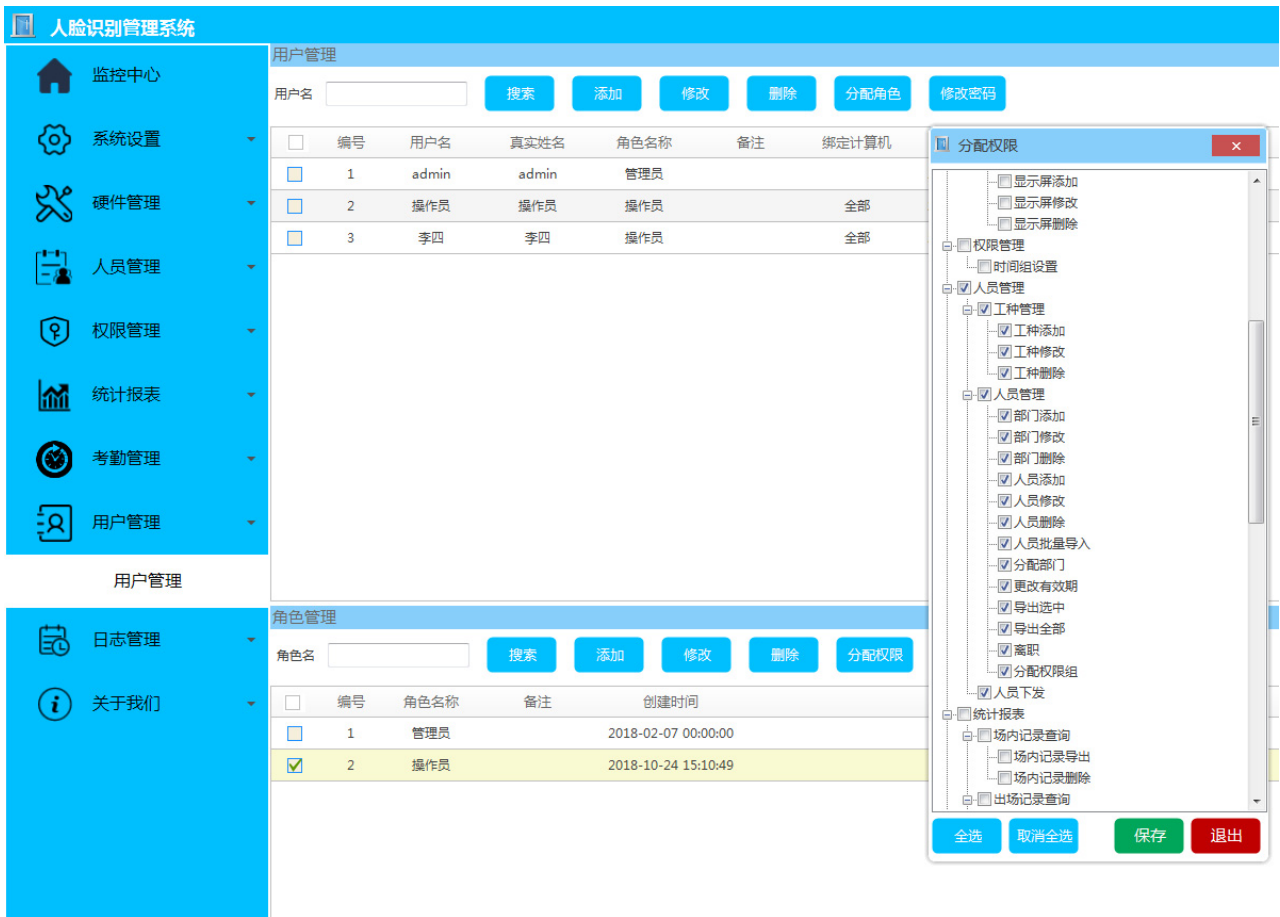 人脸识别管理系统
监控中心
系统设置
硬件管理
人员管理
权限管理
统计报表
考勤管理
用户管理
用户管理
日志管理
关于我们
用户管理
用户名 搜索 添加 修改 删除 分配角色 修改密码
编号 用户名 真实姓名 角色名称 备注 绑定计算机
1 admin admin 管理员
2 操作员 操作员 操作员 全部
3 李四 李四 操作员 全部
角色管理
角色名 搜索 添加 修改 删除 分配权限
编号 角色名称 备注 创建时间
1 管理员 2018-02-07 00:00:00
2 操作员 2018-10-24 15:10:49
分配权限
显示屏添加
显示屏修改
显示屏删除
权限管理
时间组设置
人员管理
工种管理
工种添加
工种修改
工种删除
人员管理
部门添加
部门修改
部门删除
人员添加
人员修改
人员删除
人员批量导入
分配部门
更改有效期
导出选中
导出全部
离职
分配权限组
人员下发
统计报表
场内记录查询
场内记录导出
场内记录删除
出场记录查询
全选 取消全选 保存 退出